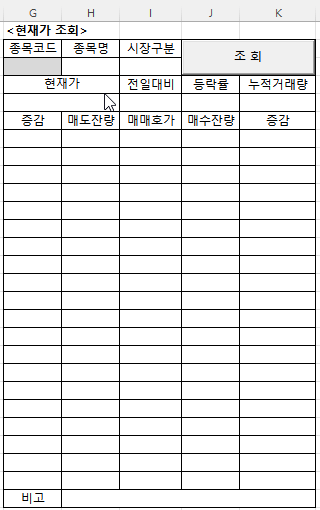 G H I J K
<현재가 조회>
종목코드 종목명 시장구분 조 회
현재가 전일대비 등락률 누적거래량
증감 매도잔량 매매호가 매수잔량 증감
비고